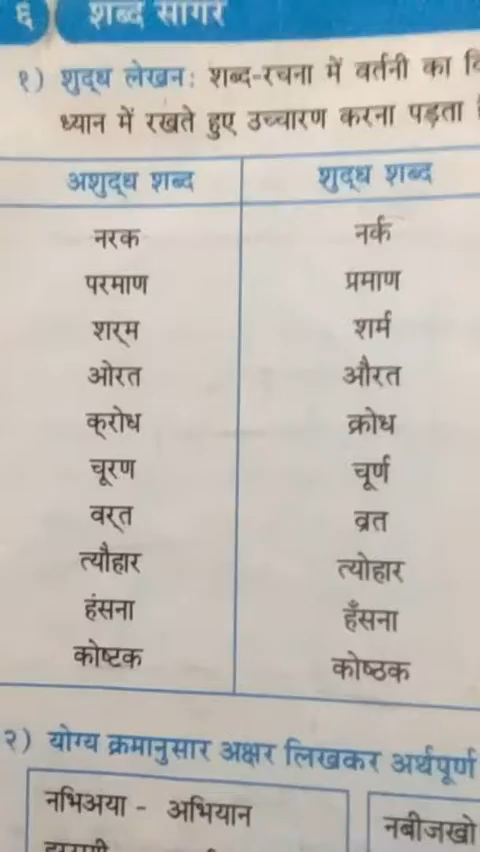 ६ शब्द सागर
१) शुद्ध लेखन: शब्द-रचना में वर्तनी का
ध्यान में रखते हुए उच्चारण करना पड़ता
अशुद्ध शब्द शुद्ध शब्द
नरक नर्क
परमाण प्रमाण
शर्‍म शर्म
ओरत औरत
क्‌रोध क्रोध
चूरण चूर्ण
वर्‍त व्रत
त्यौहार त्योहार
हंसना हँसना
कोष्टक कोष्ठक
२) योग्य क्रमानुसार अक्षर लिखकर अर्थपूर्ण
नभिअया - अभियान नबीजखो